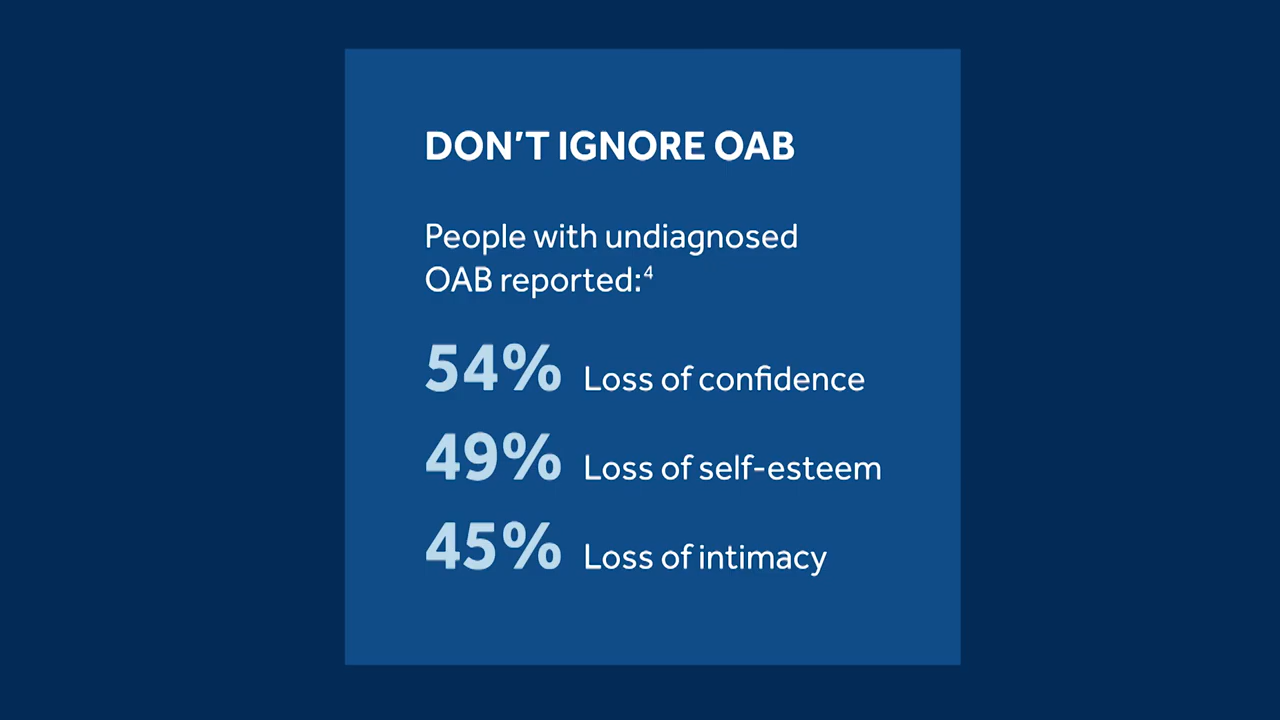 DON'T IGNORE OAB
People with undiagnosed
OAB reported:⁴
54% Loss of confidence
49% Loss of self-esteem
45% Loss of intimacy